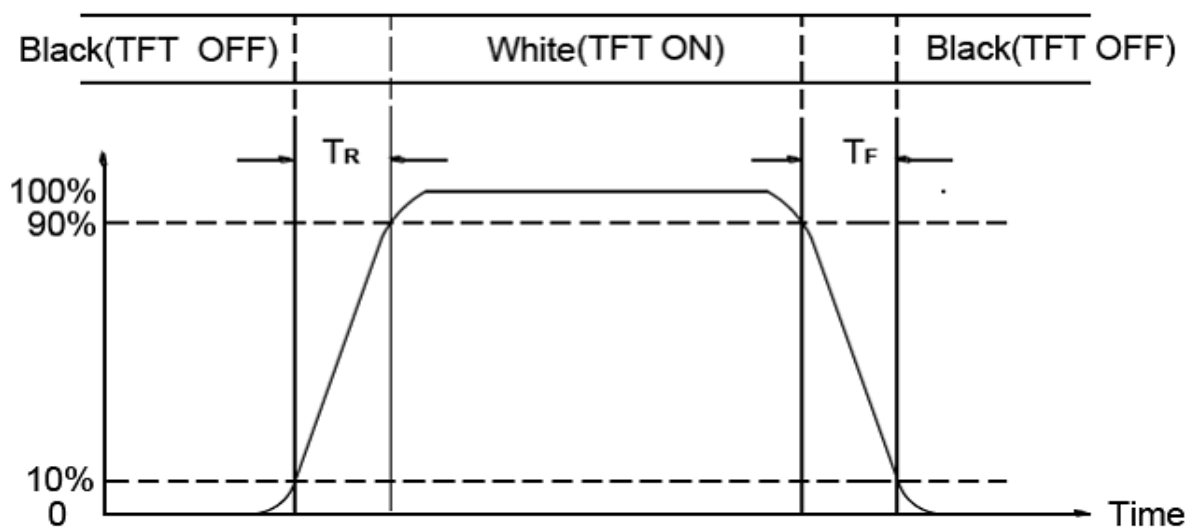 Black(TFT OFF) White(TFT ON) Black(TFT OFF)
TR TF
100%
90%
10%
0 Time